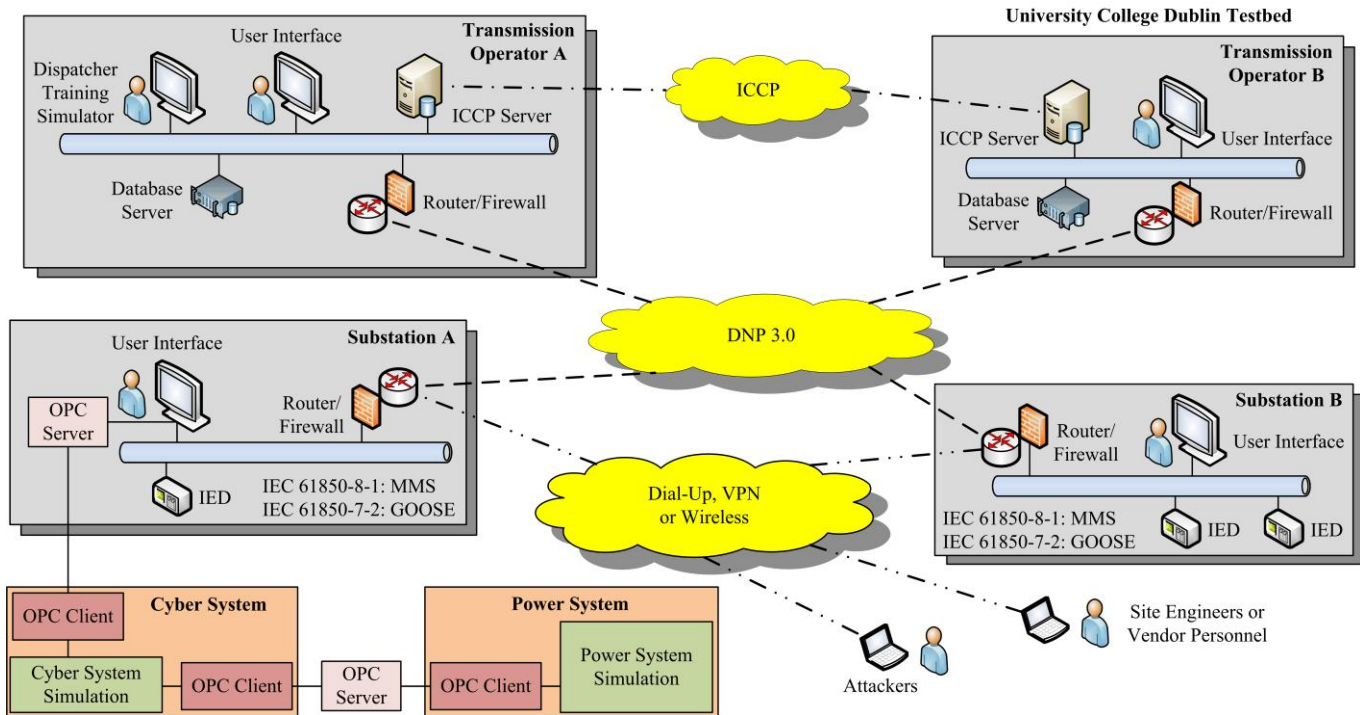 University College Dublin Testbed
Transmission
Operator A
User Interface
Dispatcher
Training
Simulator
ICCP Server
Database
Server
Router/Firewall
ICCP
Transmission
Operator B
ICCP Server
User Interface
Database
Server
Router/Firewall
DNP 3.0
Substation A
User Interface
OPC
Server
Router/
Firewall
IED
IEC 61850-8-1: MMS
IEC 61850-7-2: GOOSE
Dial-Up, VPN
or Wireless
Substation B
Router/
Firewall
User Interface
IEC 61850-8-1: MMS
IEC 61850-7-2: GOOSE
IED
IED
Cyber System
OPC Client
Cyber System
Simulation
OPC Client
OPC
Server
Power System
OPC Client
Power System
Simulation
Attackers
Site Engineers or
Vendor Personnel